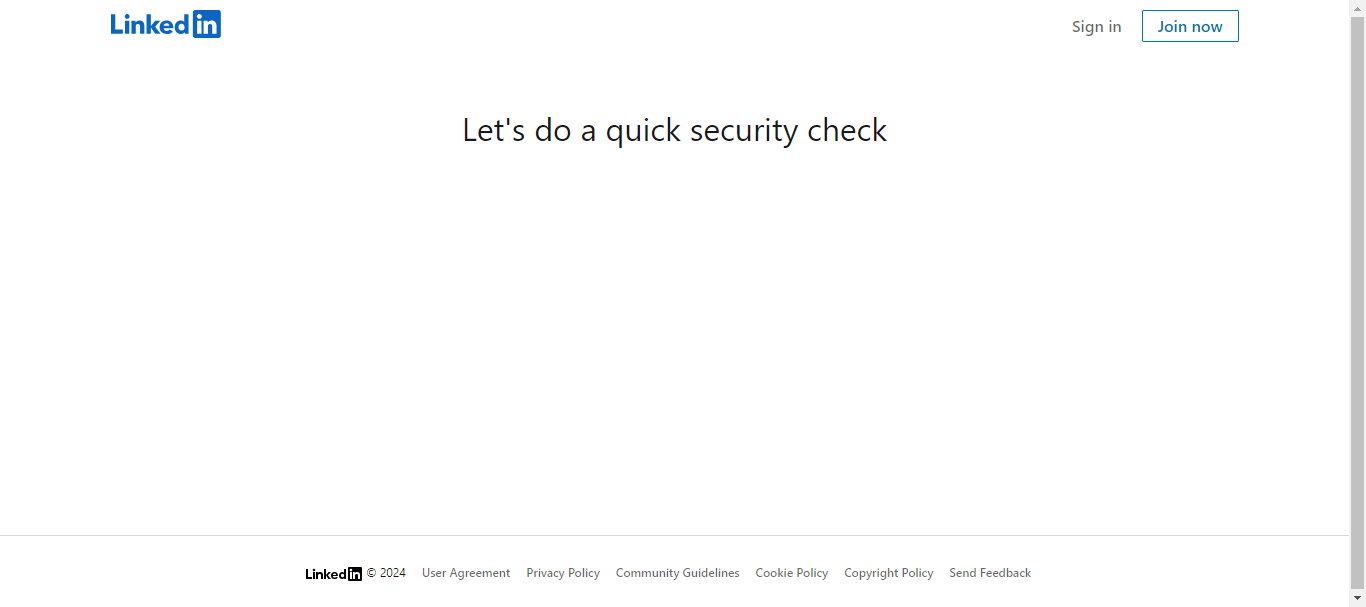 LinkedIn
Sign in
Join now
Let's do a quick security check
LinkedIn © 2024 User Agreement Privacy Policy Community Guidelines Cookie Policy Copyright Policy Send Feedback